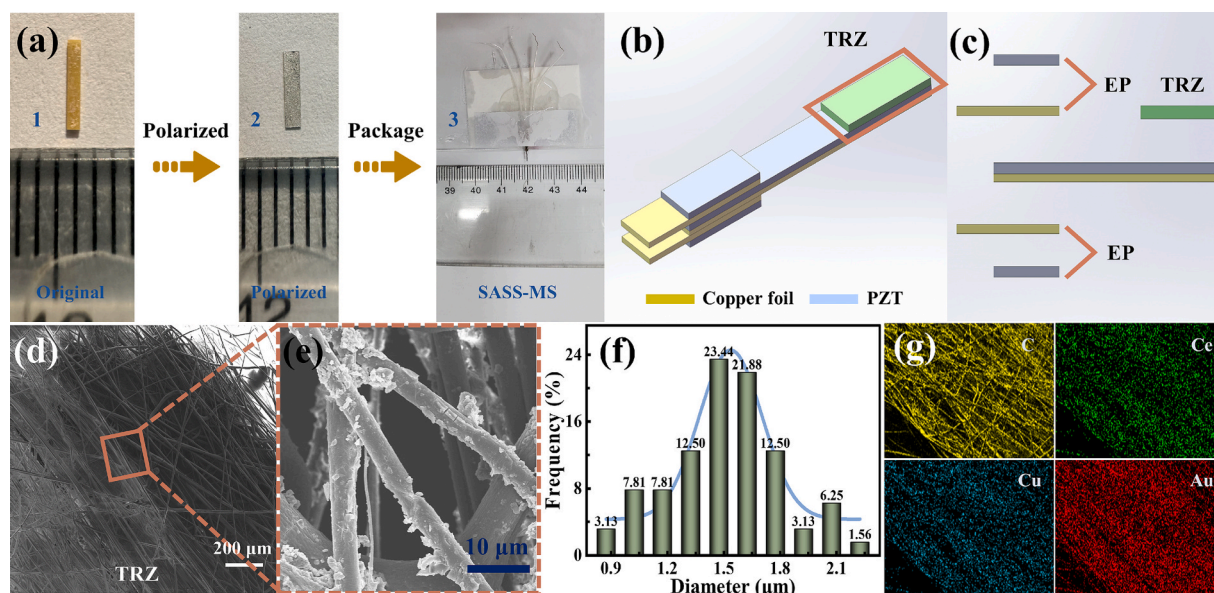 (a)
1
Polarized
2
Package
3
Original
Polarized
SASS-MS
39 40 41 42 43 44
(b)
TRZ
Copper foil
PZT
(c)
EP
TRZ
EP
(d)
200 μm
TRZ
(e)
10 μm
(f)
Frequency (%)
24
16
8
0
3.13
7.81
7.81
12.50
23.44
21.88
12.50
3.13
6.25
1.56
0.9 1.2 1.5 1.8 2.1
Diameter (μm)
(g)
C
Ce
Cu
Au